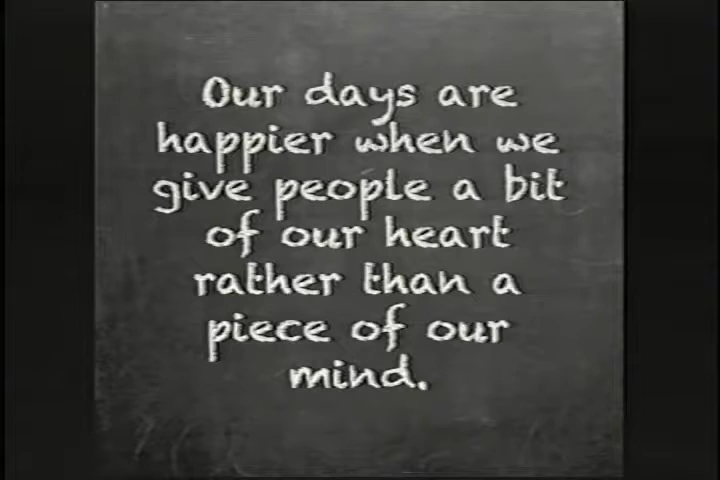 Our days are
happier when we
give people a bit
of our heart
rather than a
piece of our
mind.